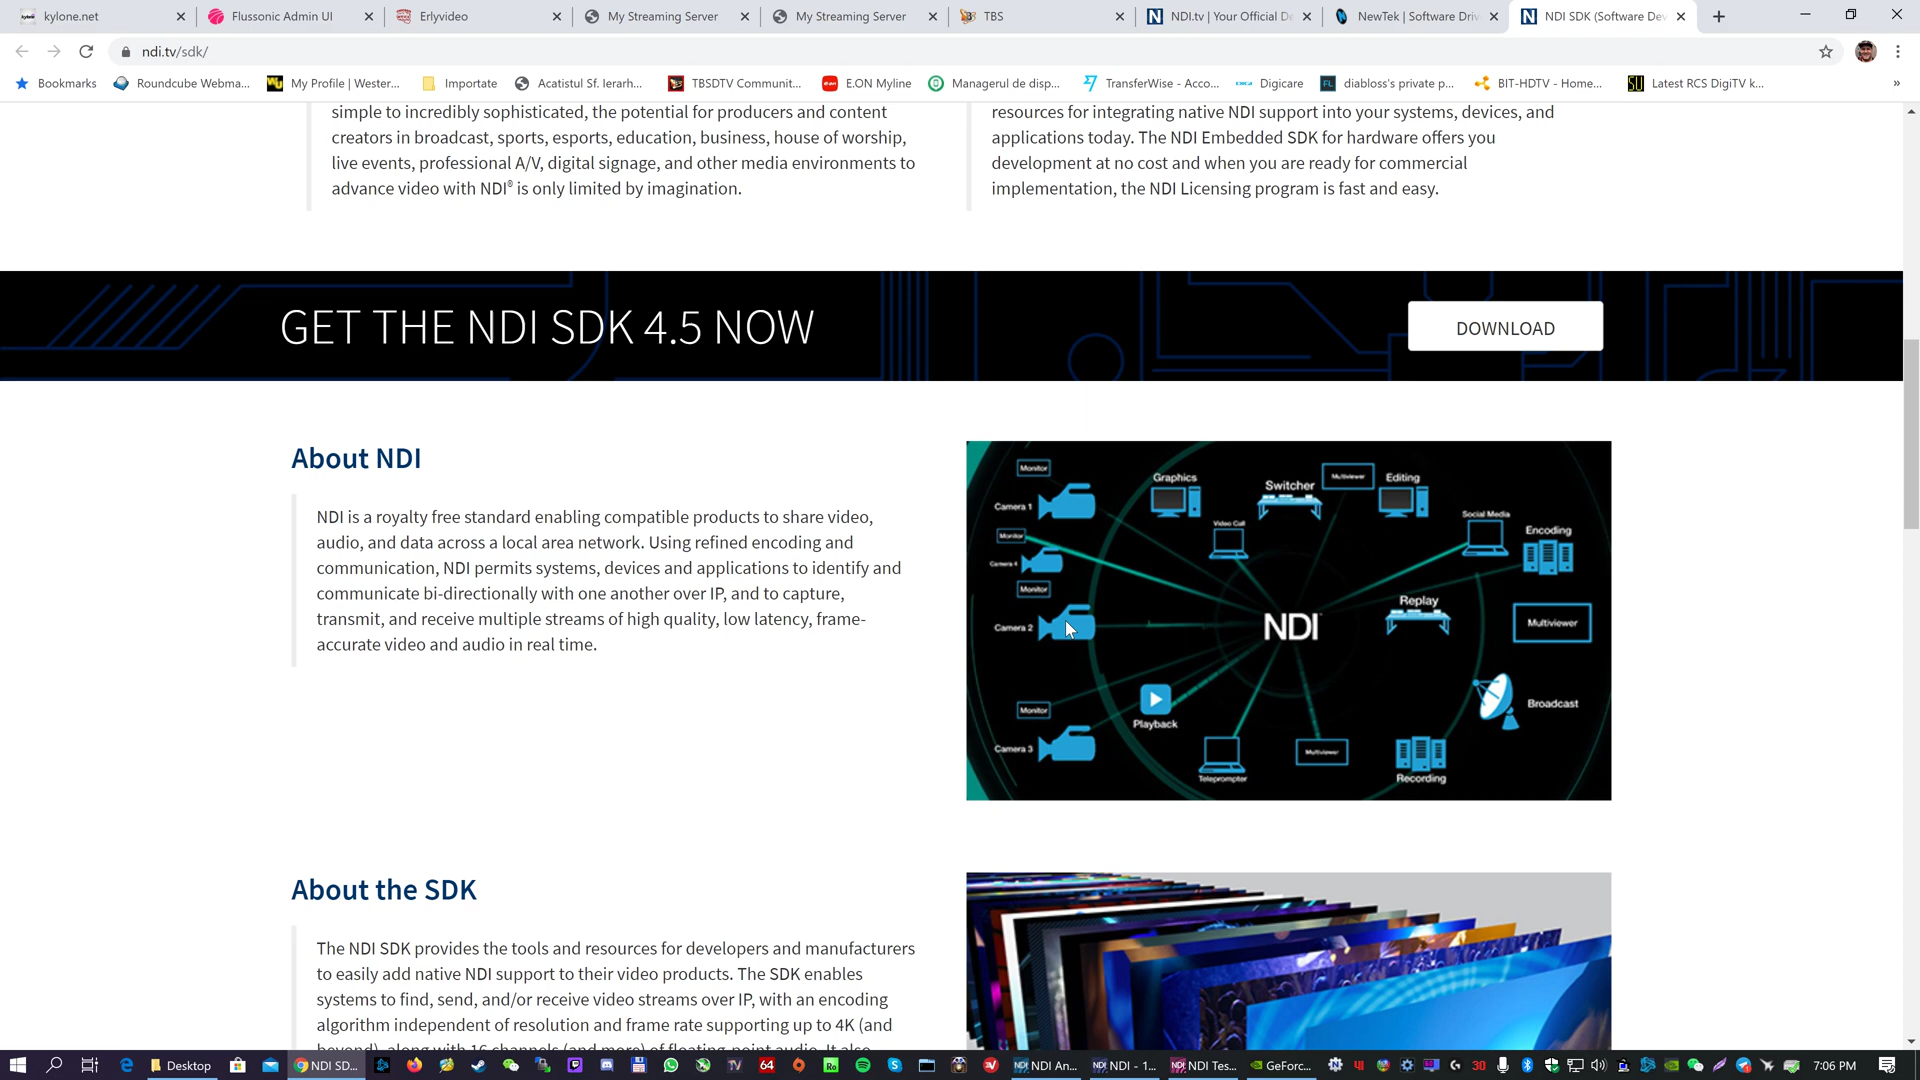 kylone.net
Flussonic Admin UI
Erlyvideo
My Streaming Server
My Streaming Server
TBS
NDI.tv | Your Official De
NewTek | Software Driv
NDI SDK (Software Dev
ndi.tv/sdk/
Bookmarks
Roundcube Webma...
My Profile | Wester...
Importate
Acatistul Sf. Ierarh...
TBSDTV Communit...
E.ON Myline
Managerul de disp...
TransferWise - Acco...
Digicare
diabloss's private p...
BIT-HDTV - Home...
Latest RCS DigiTV k...
simple to incredibly sophisticated, the potential for producers and content
creators in broadcast, sports, esports, education, business, house of worship,
live events, professional A/V, digital signage, and other media environments to
advance video with NDI® is only limited by imagination.
resources for integrating native NDI support into your systems, devices, and
applications today. The NDI Embedded SDK for hardware offers you
development at no cost and when you are ready for commercial
implementation, the NDI Licensing program is fast and easy.
GET THE NDI SDK 4.5 NOW
DOWNLOAD
About NDI
NDI is a royalty free standard enabling compatible products to share video,
audio, and data across a local area network. Using refined encoding and
communication, NDI permits systems, devices and applications to identify and
communicate bi-directionally with one another over IP, and to capture,
transmit, and receive multiple streams of high quality, low latency, frame-
accurate video and audio in real time.
Monitor
Camera 1
Graphics
Switcher
Multiviewer
Editing
Monitor
Camera 4
Video Call
Social Media
Encoding
Monitor
Camera 2
NDI
Replay
Multiviewer
Monitor
Camera 3
Playback
Broadcast
Teleprompter
Multiviewer
Recording
About the SDK
The NDI SDK provides the tools and resources for developers and manufacturers
to easily add native NDI support to their video products. The SDK enables
systems to find, send, and/or receive video streams over IP, with an encoding
algorithm independent of resolution and frame rate supporting up to 4K (and
beyond), along with 16 channels (and more) of floating-point audio. It also
Desktop
NDI SD...
NDI An...
NDI - 1...
NDI Tes...
GeForc...
7:06 PM